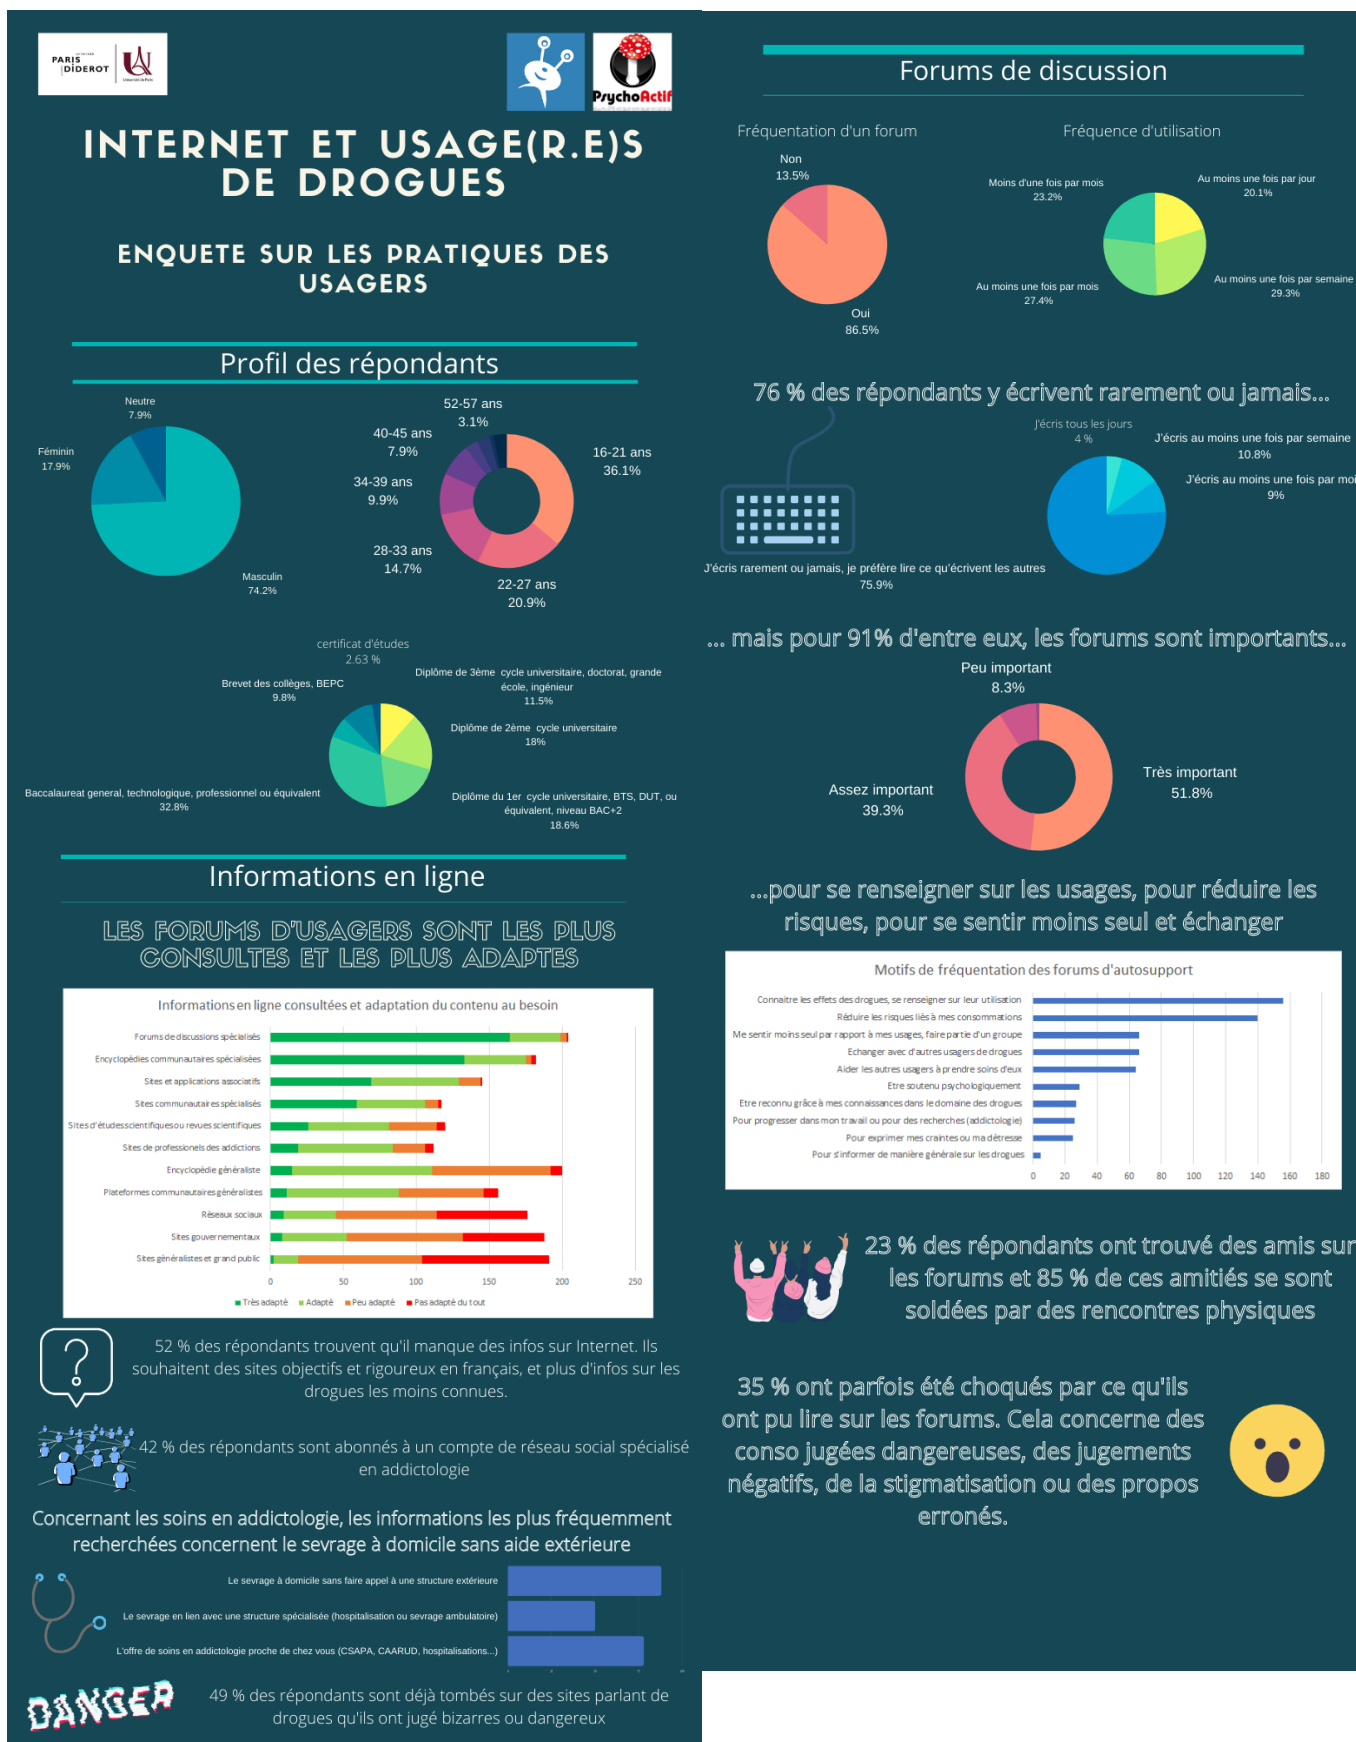 PARIS
DIDEROT
PsychoActif
INTERNET ET USAGE(R.E)S
DE DROGUES
ENQUETE SUR LES PRATIQUES DES
USAGERS
Profil des répondants
Neutre
7.9%
Féminin
17.9%
Masculin
74.2%
52-57 ans
3.1%
40-45 ans
7.9%
34-39 ans
9.9%
28-33 ans
14.7%
22-27 ans
20.9%
16-21 ans
36.1%
certificat d'études
2.63 %
Brevet des collèges, BEPC
9.8%
Diplôme de 3ème cycle universitaire, doctorat, grande
école, ingénieur
11.5%
Diplôme de 2ème cycle universitaire
18%
Baccalaureat general, technologique, professionnel ou équivalent
32.8%
Diplôme du 1er cycle universitaire, BTS, DUT, ou
équivalent, niveau BAC+2
18.6%
Informations en ligne
LES FORUMS D'USAGERS SONT LES PLUS
CONSULTES ET LES PLUS ADAPTES
Informations en ligne consultées et adaptation du contenu au besoin
Forums de discussions spécialisés
Encyclopédies communautaires spécialisées
Sites et applications associatifs
Sites communautaires spécialisés
Sites d'études scientifiques ou revues scientifiques
Sites de professionels des addictions
Encyclopédie généraliste
Plateformes communautaires généralistes
Réseaux sociaux
Sites gouvernementaux
Sites généralistes et grand public
0 50 100 150 200 250
Très adapté Adapté Peu adapté Pas adapté du tout
52 % des répondants trouvent qu'il manque des infos sur Internet. Ils
souhaitent des sites objectifs et rigoureux en français, et plus d'infos sur les
drogues les moins connues.
42 % des répondants sont abonnés à un compte de réseau social spécialisé
en addictologie
Concernant les soins en addictologie, les informations les plus fréquemment
recherchées concernent le sevrage à domicile sans aide extérieure
Le sevrage à domicile sans faire appel à une structure extérieure
Le sevrage en lien avec une structure spécialisée (hospitalisation ou sevrage ambulatoire)
L'offre de soins en addictologie proche de chez vous (CSAPA, CAARUD, hospitalisations...)
DANGER
49 % des répondants sont déjà tombés sur des sites parlant de
drogues qu'ils ont jugé bizarres ou dangereux
Forums de discussion
Fréquentation d'un forum
Non
13.5%
Oui
86.5%
Fréquence d'utilisation
Moins d'une fois par mois
23.2%
Au moins une fois par jour
20.1%
Au moins une fois par mois
27.4%
Au moins une fois par semaine
29.3%
76 % des répondants y écrivent rarement ou jamais...
J'écris tous les jours
4 %
J'écris au moins une fois par semaine
10.8%
J'écris au moins une fois par moi
9%
J'écris rarement ou jamais, je préfère lire ce qu'écrivent les autres
75.9%
... mais pour 91% d'entre eux, les forums sont importants...
Peu important
8.3%
Très important
51.8%
Assez important
39.3%
...pour se renseigner sur les usages, pour réduire les
risques, pour se sentir moins seul et échanger
Motifs de fréquentation des forums d'autosupport
Connaitre les effets des drogues, se renseigner sur leur utilisation
Réduire les risques liés à mes consommations
Me sentir moins seul par rapport à mes usages, faire partie d'un groupe
Echanger avec d'autres usagers de drogues
Aider les autres usagers à prendre soins d'eux
Etre soutenu psychologiquement
Etre reconnu grâce à mes connaissances dans le domaine des drogues
Pour progresser dans mon travail ou pour des recherches (addictologie)
Pour exprimer mes craintes ou ma détresse
Pour s'informer de manière générale sur les drogues
0 20 40 60 80 100 120 140 160 180
23 % des répondants ont trouvé des amis sur
les forums et 85 % de ces amitiés se sont
soldées par des rencontres physiques
35 % ont parfois été choqués par ce qu'ils
ont pu lire sur les forums. Cela concerne des
conso jugées dangereuses, des jugements
négatifs, de la stigmatisation ou des propos
erronés.